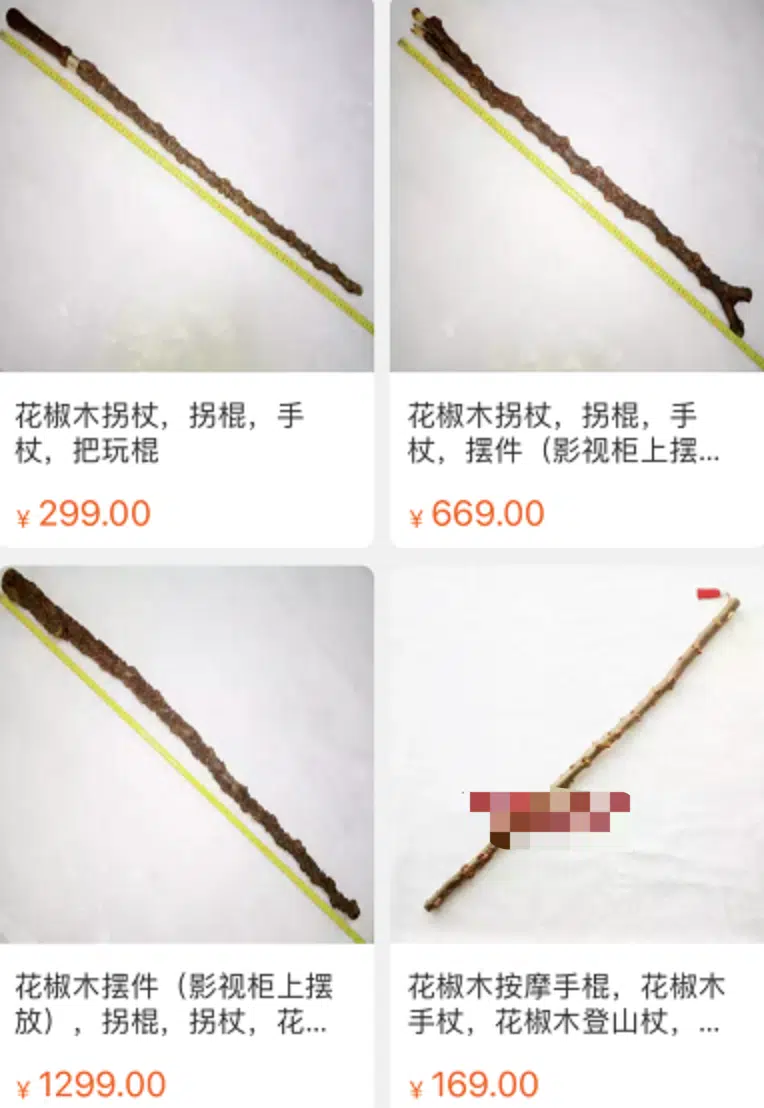 花椒木拐杖，拐棍，手
杖，把玩棍
¥ 299.00
花椒木拐杖，拐棍，手
杖，摆件（影视柜上摆...
¥ 669.00
花椒木摆件（影视柜上摆
放），拐棍，拐杖，花...
¥ 1299.00
花椒木按摩手棍，花椒木
手杖，花椒木登山杖，...
¥ 169.00